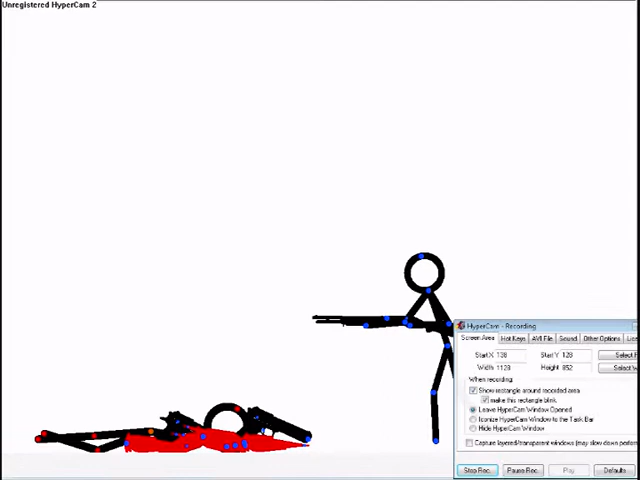 Unregistered HyperCam 2
HyperCam - Recording
Screen Area Hot Keys AVI File Sound Other Options
Start X 138 Start Y 128 Select
Width 1128 Height 852 Select
When recording:
Show rectangle around recorded area
make this rectangle blink
Leave HyperCam Window Opened
Iconize HyperCam Window to the Task Bar
Hide HyperCam Window
Capture layered/transparent windows (may slow down
Stop Rec. Pause Rec. Play Defaults